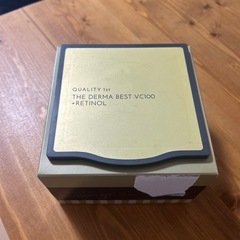 QUALITY 1st
THE DERMA BEST VC100
+RETINOL